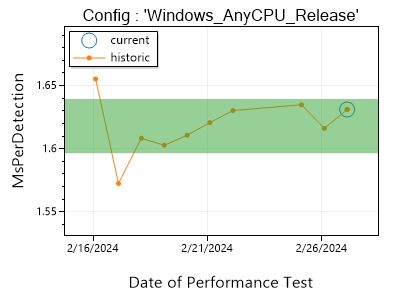 Config : 'Windows_AnyCPU_Release'
current
historic
MsPerDetection
1.65
1.6
1.55
2/16/2024
2/21/2024
2/26/2024
Date of Performance Test